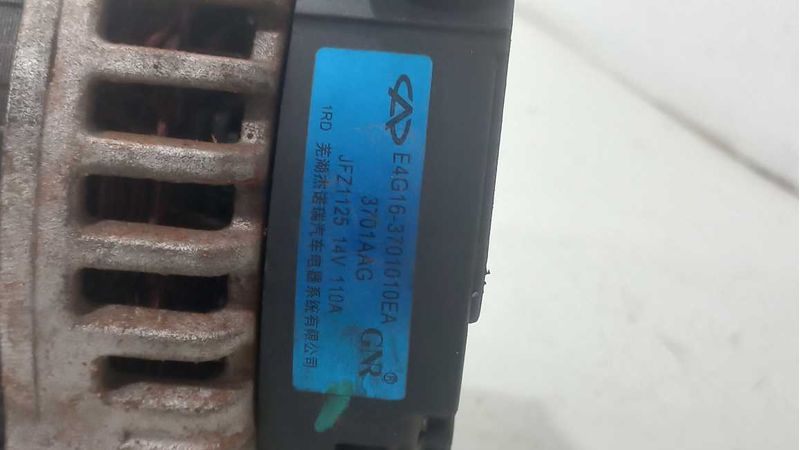 E4G16-3701010EA
3701AAG
GNR®
JFZ1125 14V 110A
1RD 芜湖杰诺瑞汽车电器系统有限公司